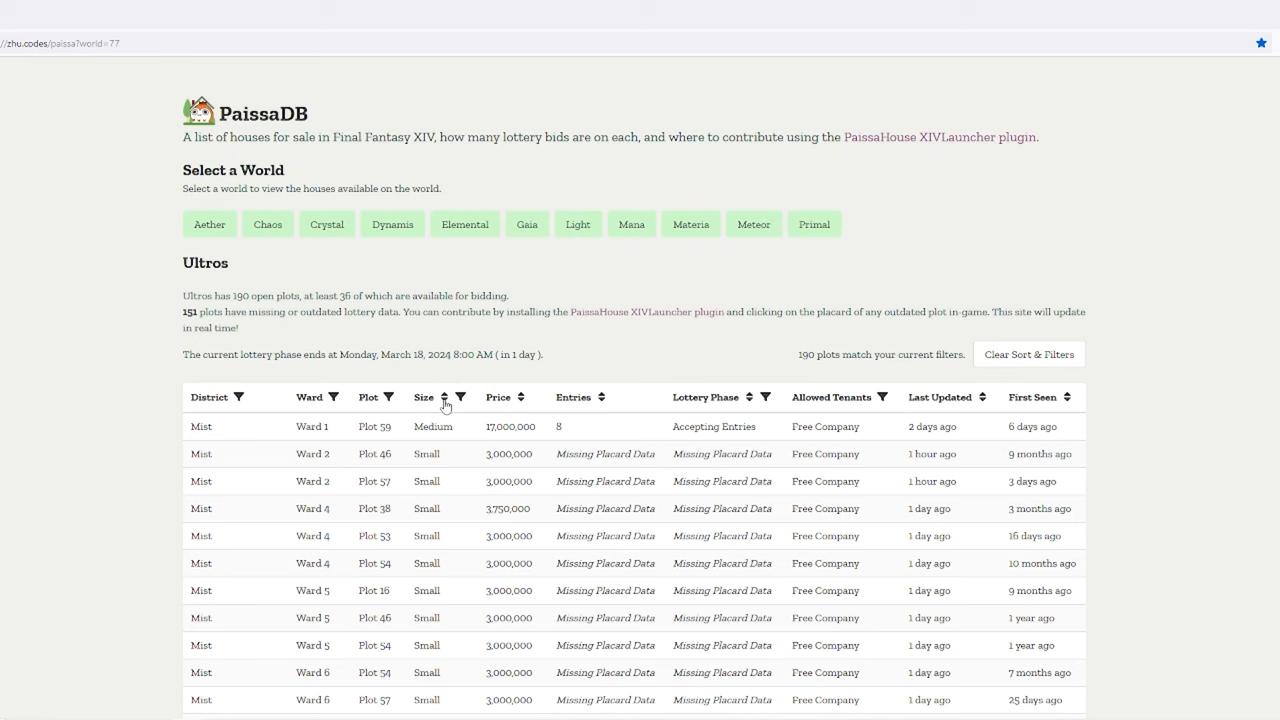 //zhu.codes/paissa?world=77
PaissaDB
A list of houses for sale in Final Fantasy XIV, how many lottery bids are on each, and where to contribute using the PaissaHouse XIVLauncher plugin.
Select a World
Select a world to view the houses available on the world.
Aether Chaos Crystal Dynamis Elemental Gaia Light Mana Materia Meteor Primal
Ultros
Ultros has 190 open plots, at least 36 of which are available for bidding.
151 plots have missing or outdated lottery data. You can contribute by installing the PaissaHouse XIVLauncher plugin and clicking on the placard of any outdated plot in-game. This site will update
in real time!
The current lottery phase ends at Monday, March 18, 2024 8:00 AM ( in 1 day ). 190 plots match your current filters. Clear Sort & Filters
District Ward Plot Size Price Entries Lottery Phase Allowed Tenants Last Updated First Seen
Mist Ward 1 Plot 59 Medium 17,000,000 8 Accepting Entries Free Company 2 days ago 6 days ago
Mist Ward 2 Plot 46 Small 3,000,000 Missing Placard Data Missing Placard Data Free Company 1 hour ago 9 months ago
Mist Ward 2 Plot 57 Small 3,000,000 Missing Placard Data Missing Placard Data Free Company 1 hour ago 3 days ago
Mist Ward 4 Plot 38 Small 3,750,000 Missing Placard Data Missing Placard Data Free Company 1 day ago 3 months ago
Mist Ward 4 Plot 53 Small 3,000,000 Missing Placard Data Missing Placard Data Free Company 1 day ago 16 days ago
Mist Ward 4 Plot 54 Small 3,000,000 Missing Placard Data Missing Placard Data Free Company 1 day ago 10 months ago
Mist Ward 5 Plot 16 Small 3,000,000 Missing Placard Data Missing Placard Data Free Company 1 day ago 9 months ago
Mist Ward 5 Plot 46 Small 3,000,000 Missing Placard Data Missing Placard Data Free Company 1 day ago 1 year ago
Mist Ward 5 Plot 54 Small 3,000,000 Missing Placard Data Missing Placard Data Free Company 1 day ago 1 year ago
Mist Ward 6 Plot 54 Small 3,000,000 Missing Placard Data Missing Placard Data Free Company 1 day ago 7 months ago
Mist Ward 6 Plot 57 Small 3,000,000 Missing Placard Data Missing Placard Data Free Company 1 day ago 25 days ago